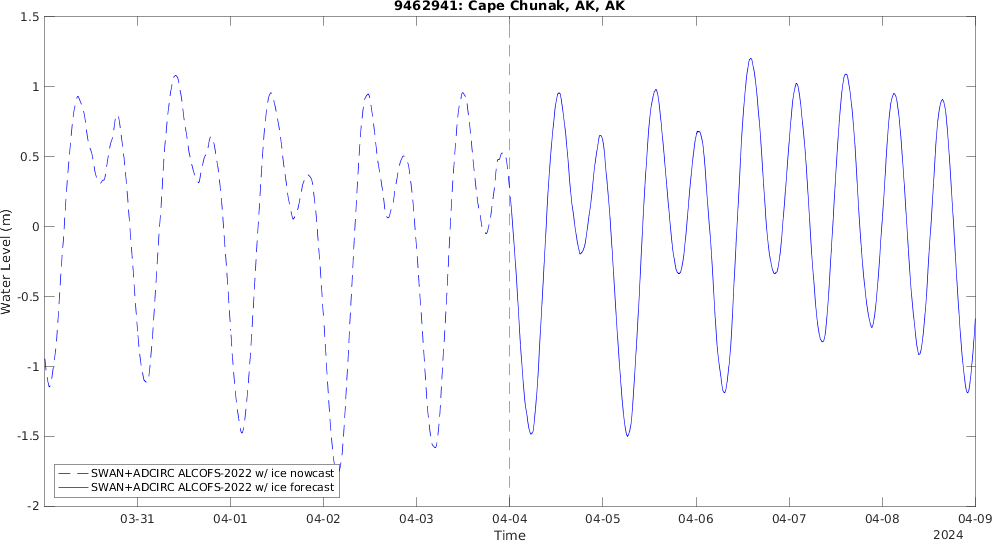 9462941: Cape Chunak, AK, AK
1.5
1
0.5
0
-0.5
-1
-1.5
-2
Water Level (m)
SWAN+ADCIRC ALCOFS-2022 w/ ice nowcast
SWAN+ADCIRC ALCOFS-2022 w/ ice forecast
03-31 04-01 04-02 04-03 04-04 04-05 04-06 04-07 04-08 04-09
Time
2024